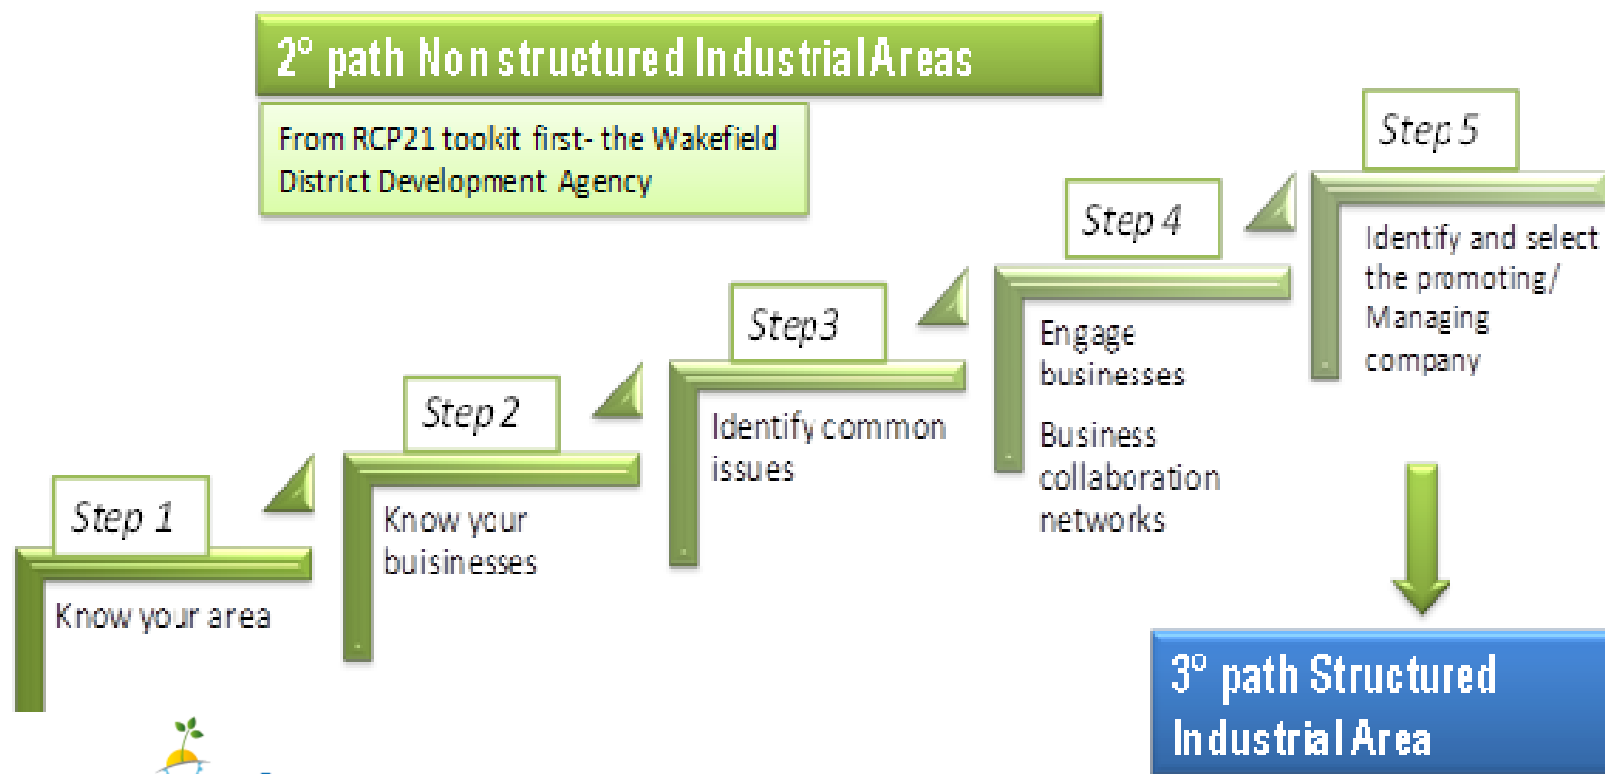 2° path Non structured Industrial Areas
From RCP21 tookit first- the Wakefield
District Development Agency
Step 1
Know your area
Step 2
Know your
buisinesses
Step3
Identify common
issues
Step 4
Engage
businesses
Business
collaboration
networks
Step 5
Identify and select
the promoting/
Managing
company
3° path Structured
Industrial Area